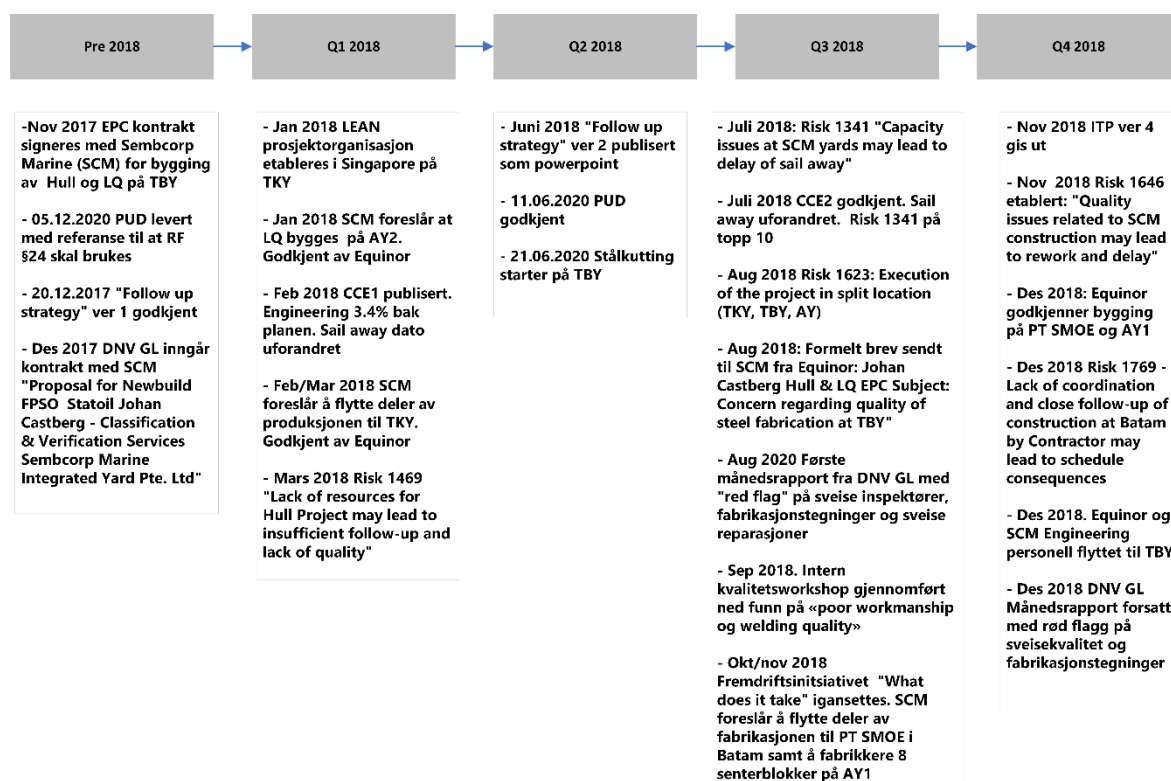 Pre 2018
Q1 2018
Q2 2018
Q3 2018
Q4 2018
-Nov 2017 EPC kontrakt
signeres med Sembcorp
Marine (SCM) for bygging
av Hull og LQ på TBY
- 05.12.2020 PUD levert
med referanse til at RF
§24 skal brukes
- 20.12.2017 "Follow up
strategy" ver 1 godkjent
- Des 2017 DNV GL inngår
kontrakt med SCM
"Proposal for Newbuild
FPSO Statoil Johan
Castberg - Classification
& Verification Services
Sembcorp Marine
Integrated Yard Pte. Ltd"
- Jan 2018 LEAN
prosjektorganisasjon
etableres i Singapore på
TKY
- Jan 2018 SCM foreslår at
LQ bygges på AY2.
Godkjent av Equinor
- Feb 2018 CCE1 publisert.
Engineering 3.4% bak
planen. Sail away dato
uforandret
- Feb/Mar 2018 SCM
foreslår å flytte deler av
produksjonen til TKY.
Godkjent av Equinor
- Mars 2018 Risk 1469
"Lack of resources for
Hull Project may lead to
insufficient follow-up and
lack of quality"
- Juni 2018 "Follow up
strategy" ver 2 publisert
som powerpoint
- 11.06.2020 PUD
godkjent
- 21.06.2020 Stålkutting
starter på TBY
- Juli 2018: Risk 1341 "Capacity
issues at SCM yards may lead to
delay of sail away"
- Juli 2018 CCE2 godkjent. Sail
away uforandret. Risk 1341 på
topp 10
- Aug 2018 Risk 1623: Execution
of the project in split location
(TKY, TBY, AY)
- Aug 2018: Formelt brev sendt
til SCM fra Equinor: Johan
Castberg Hull & LQ EPC Subject:
Concern regarding quality of
steel fabrication at TBY"
- Aug 2020 Første
månedsrapport fra DNV GL med
"red flag" på sveise inspektører,
fabrikasjonstegninger og sveise
reparasjoner
- Sep 2018. Intern
kvalitetsworkshop gjennomført
ned funn på «poor workmanship
og welding quality»
- Okt/nov 2018
Fremdriftsinitsiativet "What
does it take" igansettes. SCM
foreslår å flytte deler av
fabrikasjonen til PT SMOE i
Batam samt å fabrikkere 8
senterblokker på AY1
- Nov 2018 ITP ver 4
gis ut
- Nov 2018 Risk 1646
etablert: "Quality
issues related to SCM
construction may lead
to rework and delay"
- Des 2018: Equinor
godkjenner bygging
på PT SMOE og AY1
- Des 2018 Risk 1769 -
Lack of coordination
and close follow-up of
construction at Batam
by Contractor may
lead to schedule
consequences
- Des 2018. Equinor og
SCM Engineering
personell flyttet til TBY
- Des 2018 DNV GL
Månedsrapport forsatt
med rød flagg på
sveisekvalitet og
fabrikasjonstegninger